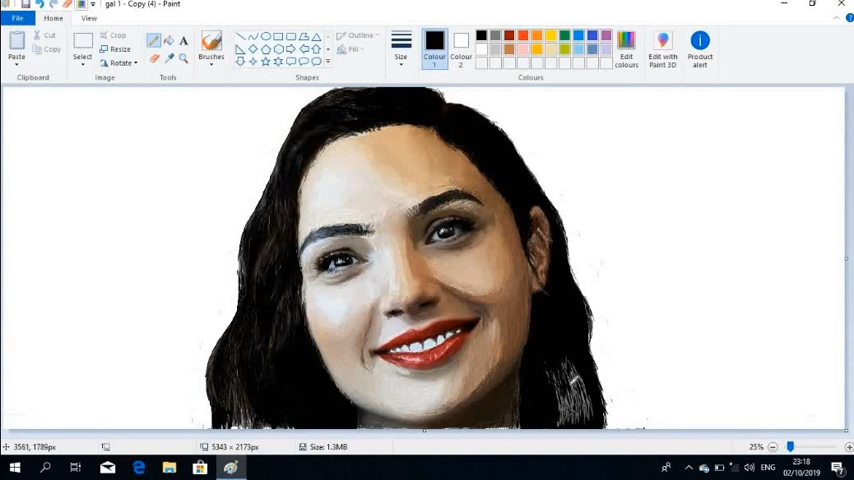 gal 1 - Copy (4) - Paint
File Home View
Cut
Copy
Paste
Clipboard
Select
Crop
Resize
Rotate
Image
A
Tools
Brushes
Shapes
Outline
Fill
Size
Colour 1
Colour 2
Edit colours
Colours
Edit with Paint 3D
Product alert
3561, 1789px
5343 × 2173px
Size: 1.3MB
25%
ENG
23:18
02/10/2019